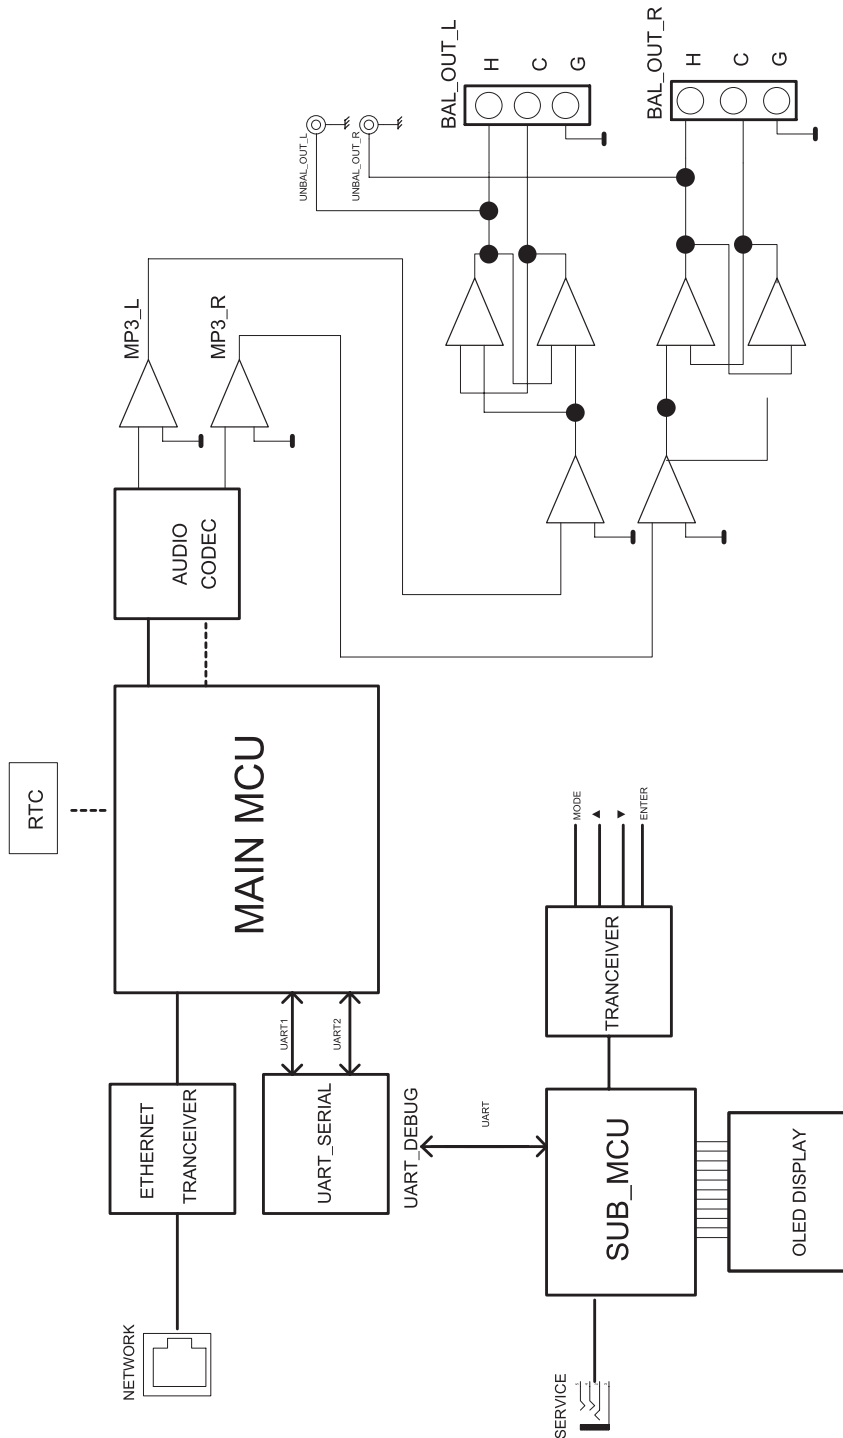 NETWORK
ETHERNET
TRANCEIVER
RTC
MAIN MCU
AUDIO
CODEC
MP3_L
MP3_R
UART_SERIAL
UART1
UART2
UNBAL_OUT_L
UNBAL_OUT_R
UART_DEBUG
UART
BAL_OUT_L
H
C
G
SERVICE
SUB_MCU
TRANCEIVER
MODE
▲
▼
ENTER
BAL_OUT_R
H
C
G
OLED DISPLAY